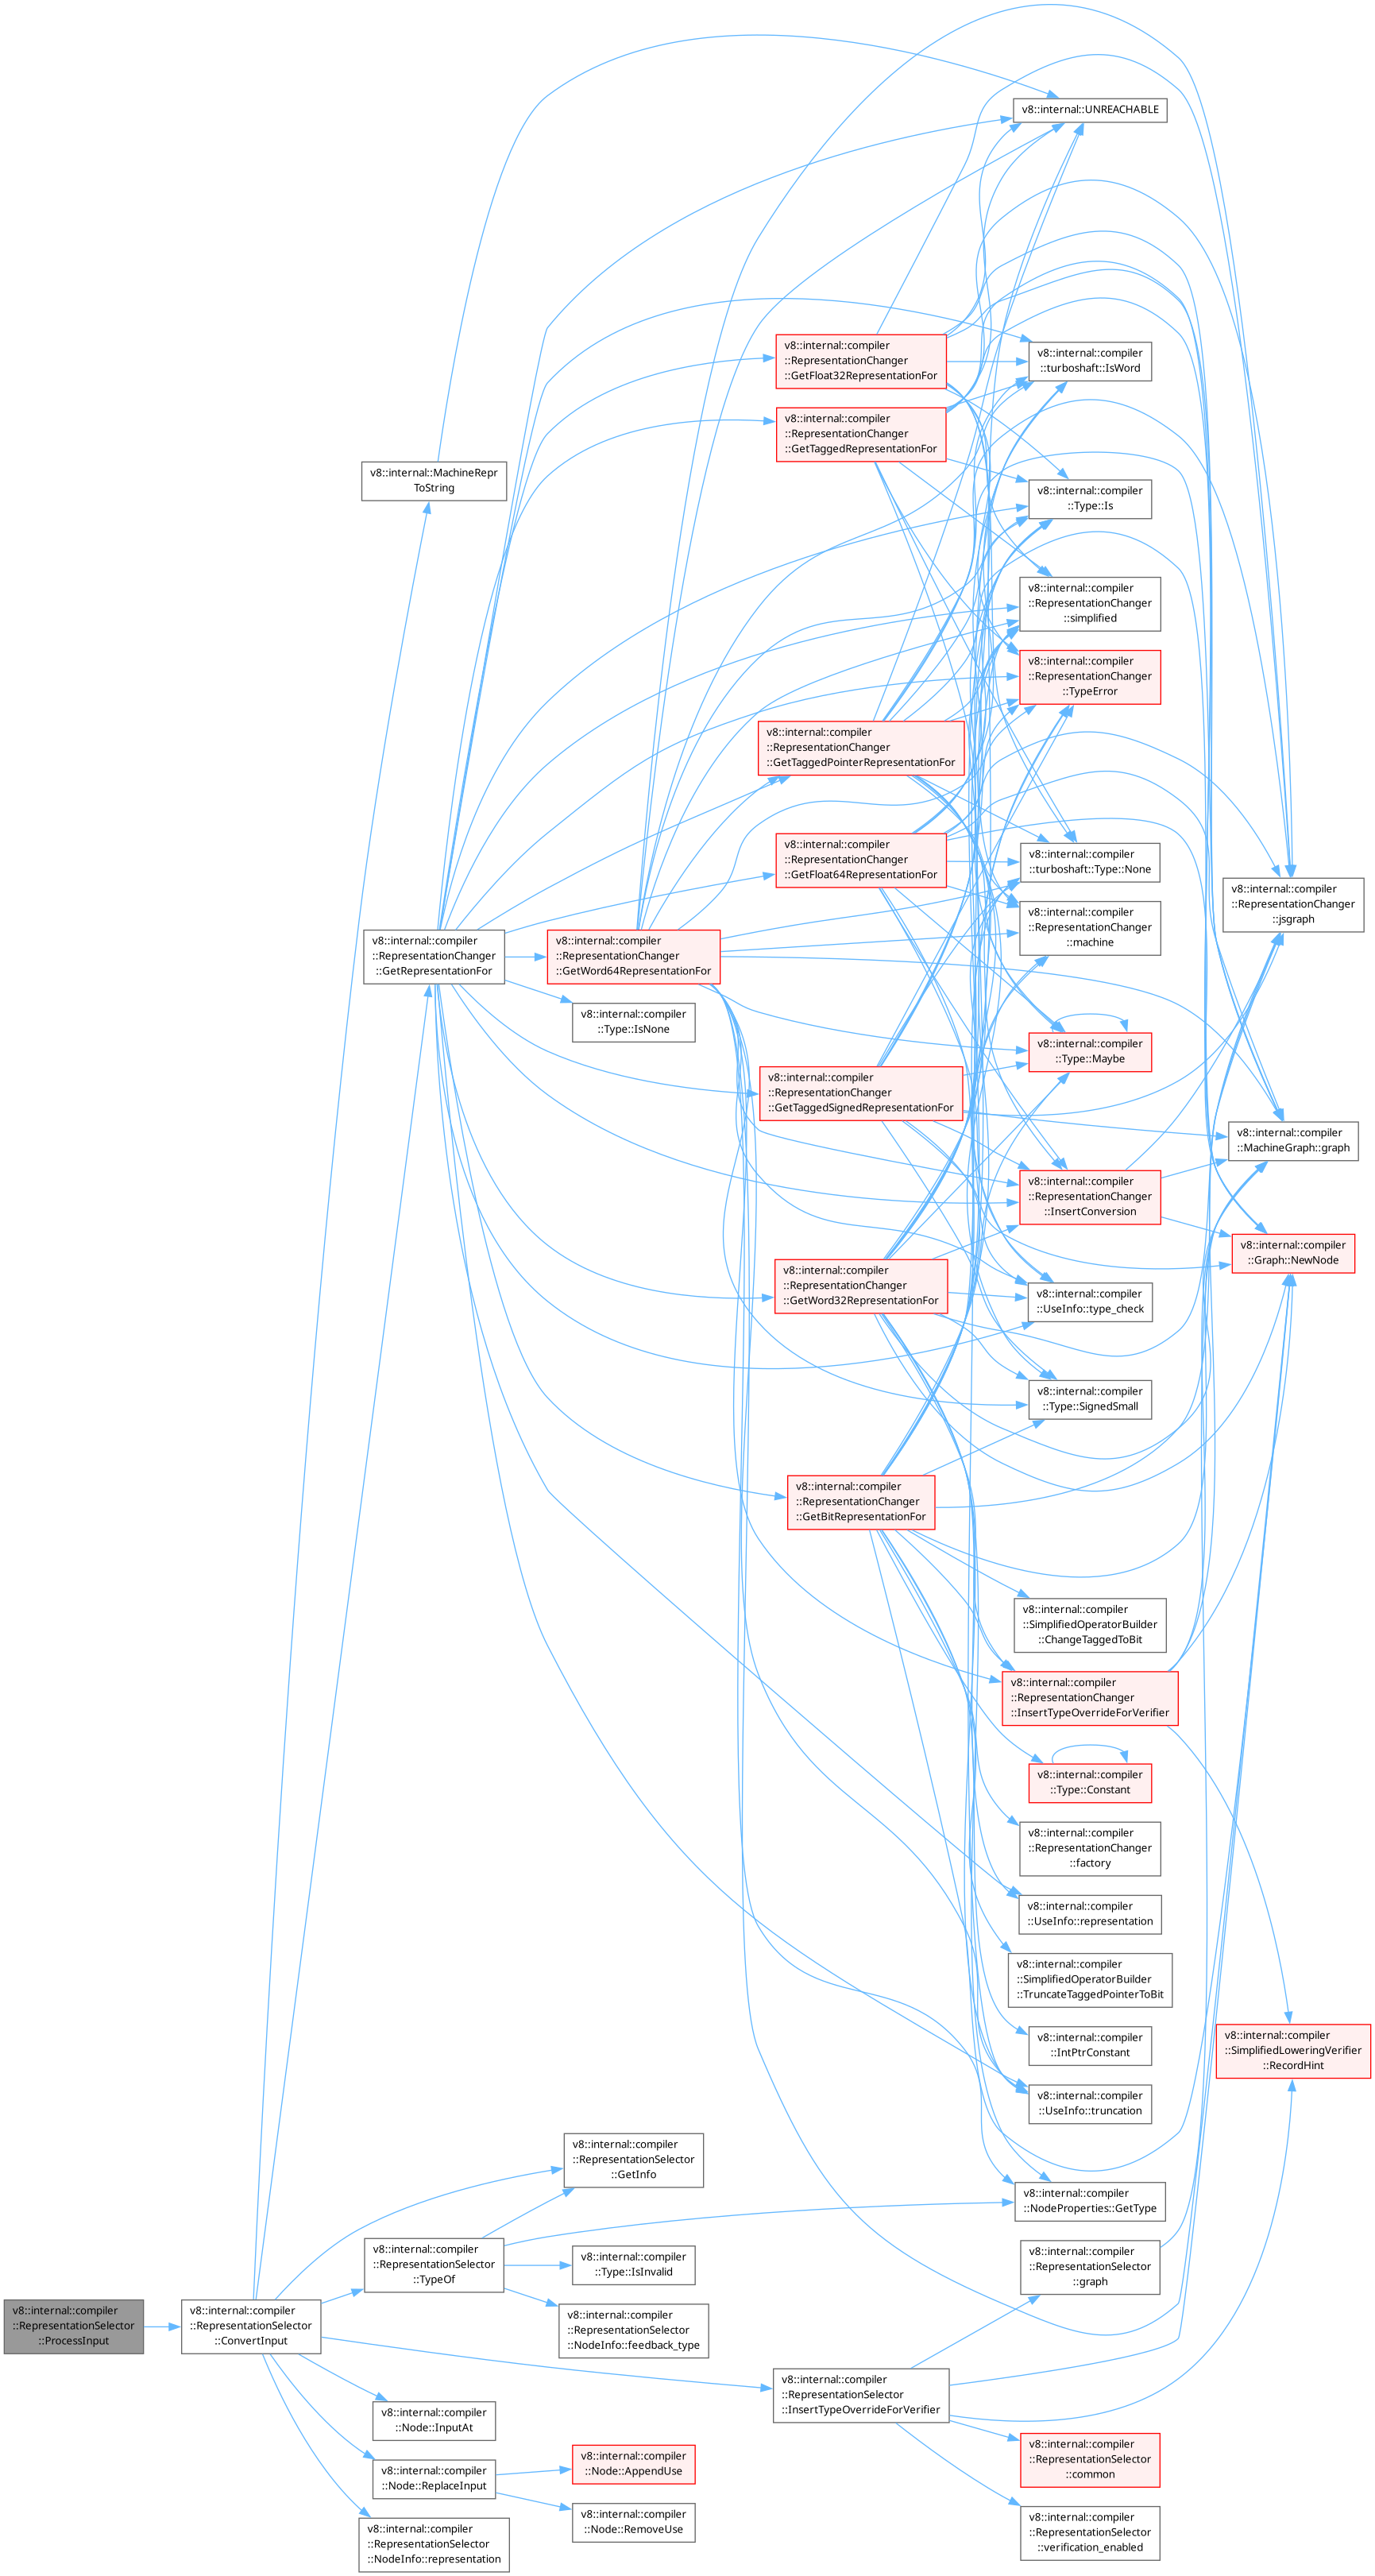 v8::internal::UNREACHABLE
v8::internal::compiler
::RepresentationChanger
::GetFloat32RepresentationFor
v8::internal::compiler
::turboshaft::IsWord
v8::internal::compiler
::RepresentationChanger
::GetTaggedRepresentationFor
v8::internal::MachineRepr
ToString
v8::internal::compiler
::Type::Is
v8::internal::compiler
::RepresentationChanger
::simplified
v8::internal::compiler
::RepresentationChanger
::TypeError
v8::internal::compiler
::RepresentationChanger
::GetTaggedPointerRepresentationFor
v8::internal::compiler
::RepresentationChanger
::GetFloat64RepresentationFor
v8::internal::compiler
::turboshaft::Type::None
v8::internal::compiler
::RepresentationChanger
::jsgraph
v8::internal::compiler
::RepresentationChanger
::machine
v8::internal::compiler
::RepresentationChanger
::GetRepresentationFor
v8::internal::compiler
::RepresentationChanger
::GetWord64RepresentationFor
v8::internal::compiler
::Type::IsNone
v8::internal::compiler
::Type::Maybe
v8::internal::compiler
::RepresentationChanger
::GetTaggedSignedRepresentationFor
v8::internal::compiler
::MachineGraph::graph
v8::internal::compiler
::RepresentationChanger
::InsertConversion
v8::internal::compiler
::Graph::NewNode
v8::internal::compiler
::RepresentationChanger
::GetWord32RepresentationFor
v8::internal::compiler
::UseInfo::type_check
v8::internal::compiler
::Type::SignedSmall
v8::internal::compiler
::RepresentationChanger
::GetBitRepresentationFor
v8::internal::compiler
::SimplifiedOperatorBuilder
::ChangeTaggedToBit
v8::internal::compiler
::RepresentationChanger
::InsertTypeOverrideForVerifier
v8::internal::compiler
::Type::Constant
v8::internal::compiler
::RepresentationChanger
::factory
v8::internal::compiler
::UseInfo::representation
v8::internal::compiler
::SimplifiedOperatorBuilder
::TruncateTaggedPointerToBit
v8::internal::compiler
::IntPtrConstant
v8::internal::compiler
::SimplifiedLoweringVerifier
::RecordHint
v8::internal::compiler
::UseInfo::truncation
v8::internal::compiler
::RepresentationSelector
::GetInfo
v8::internal::compiler
::NodeProperties::GetType
v8::internal::compiler
::RepresentationSelector
::TypeOf
v8::internal::compiler
::Type::IsInvalid
v8::internal::compiler
::RepresentationSelector
::graph
v8::internal::compiler
::RepresentationSelector
::ProcessInput
v8::internal::compiler
::RepresentationSelector
::ConvertInput
v8::internal::compiler
::RepresentationSelector
::NodeInfo::feedback_type
v8::internal::compiler
::RepresentationSelector
::InsertTypeOverrideForVerifier
v8::internal::compiler
::Node::InputAt
v8::internal::compiler
::Node::ReplaceInput
v8::internal::compiler
::Node::AppendUse
v8::internal::compiler
::RepresentationSelector
::common
v8::internal::compiler
::Node::RemoveUse
v8::internal::compiler
::RepresentationSelector
::NodeInfo::representation
v8::internal::compiler
::RepresentationSelector
::verification_enabled